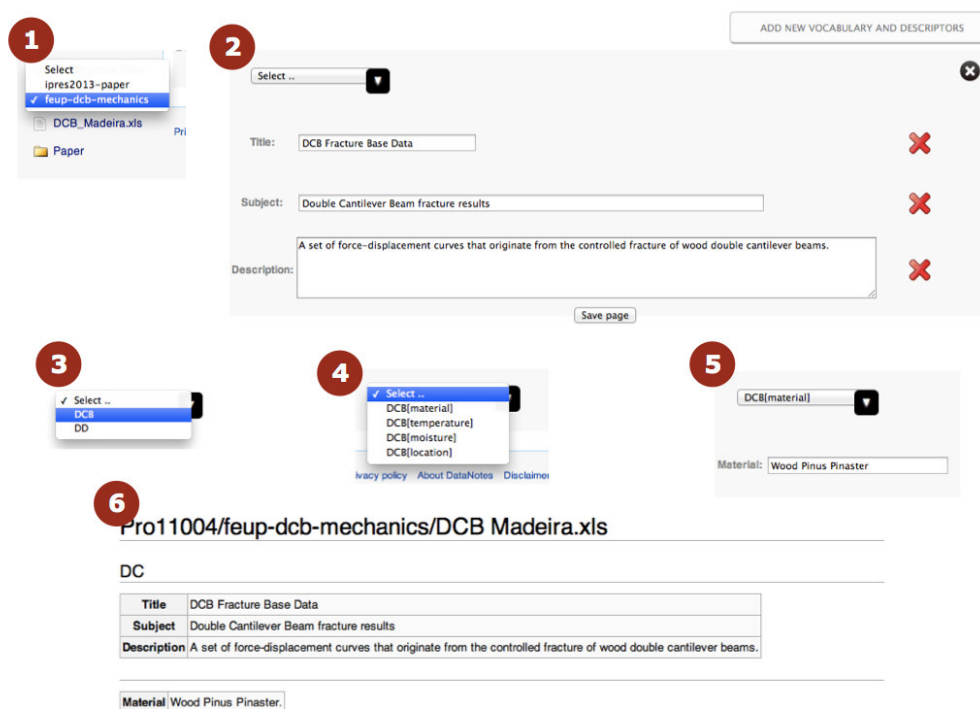 1
Select
ipres2013-paper
✓ feup-dcb-mechanics
DCB_Madeira.xls
Pri
Paper
2
ADD NEW VOCABULARY AND DESCRIPTORS
Select ..
Title: DCB Fracture Base Data
Subject: Double Cantilever Beam fracture results
Description: A set of force-displacement curves that originate from the controlled fracture of wood double cantilever beams.
Save page
3
✓ Select ..
DCB
DD
4
✓ Select ..
DCB[material]
DCB[temperature]
DCB[moisture]
DCB[location]
ivacy policy About DataNotes Disclaimer
5
DCB[material]
Material: Wood Pinus Pinaster
6
Pro11004/feup-dcb-mechanics/DCB Madeira.xls
DC
Title DCB Fracture Base Data
Subject Double Cantilever Beam fracture results
Description A set of force-displacement curves that originate from the controlled fracture of wood double cantilever beams.
Material Wood Pinus Pinaster.